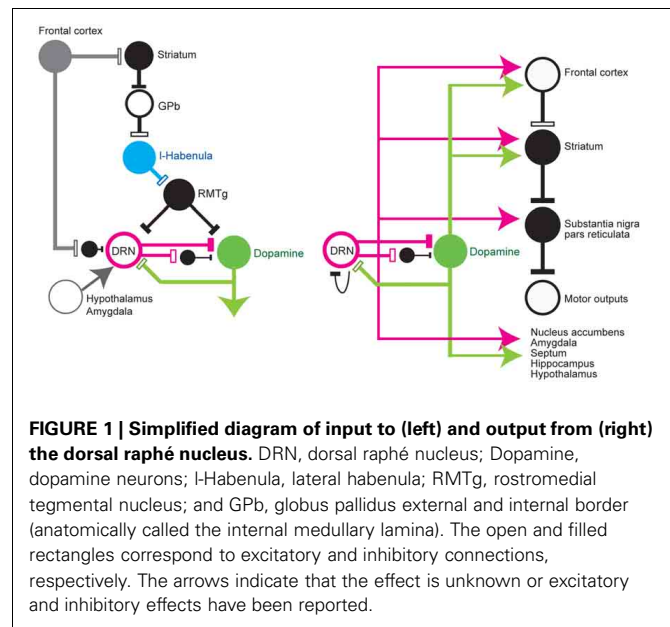 Frontal cortex
Striatum
GPb
l-Habenula
RMTg
DRN
Dopamine
Hypothalamus
Amygdala
Frontal cortex
Striatum
Substantia nigra
pars reticulata
DRN
Dopamine
Motor outputs
Nucleus accumbens
Amygdala
Septum
Hippocampus
Hypothalamus
FIGURE 1 | Simplified diagram of input to (left) and output from (right)
the dorsal raphé nucleus. DRN, dorsal raphé nucleus; Dopamine,
dopamine neurons; l-Habenula, lateral habenula; RMTg, rostromedial
tegmental nucleus; and GPb, globus pallidus external and internal border
(anatomically called the internal medullary lamina). The open and filled
rectangles correspond to excitatory and inhibitory connections,
respectively. The arrows indicate that the effect is unknown or excitatory
and inhibitory effects have been reported.